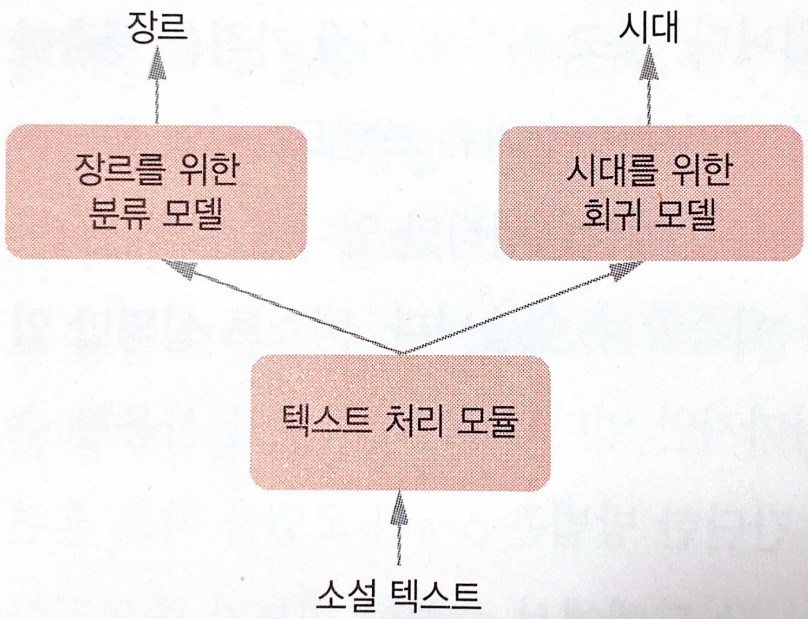 장르
시대
장르를 위한
분류 모델
시대를 위한
회귀 모델
텍스트 처리 모듈
소설 텍스트